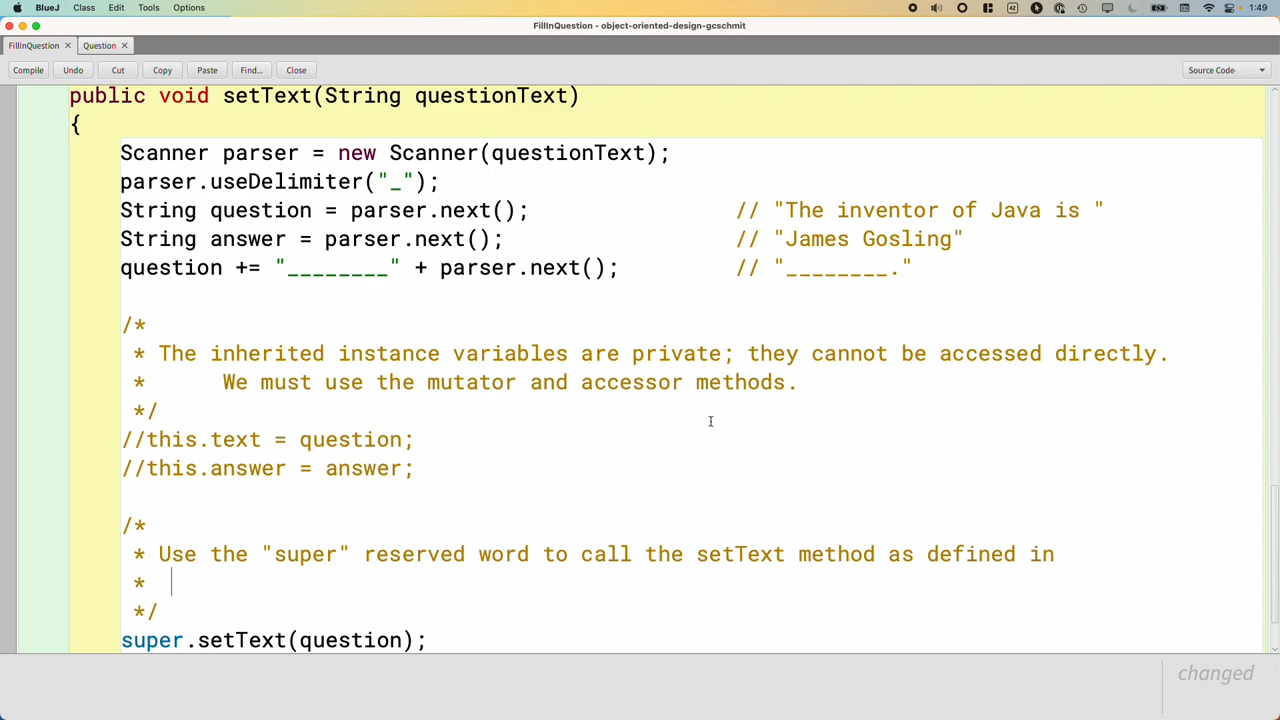 BlueJ Class Edit Tools Options 42 1:49
FillInQuestion - object-oriented-design-gcschmit
FillInQuestion × Question ×
Compile Undo Cut Copy Paste Find... Close Source Code
public void setText(String questionText)
{
Scanner parser = new Scanner(questionText);
parser.useDelimiter("_");
String question = parser.next(); // "The inventor of Java is "
String answer = parser.next(); // "James Gosling"
question += "________" + parser.next(); // "________."
/*
* The inherited instance variables are private; they cannot be accessed directly.
* We must use the mutator and accessor methods.
*/
//this.text = question;
//this.answer = answer;
/*
* Use the "super" reserved word to call the setText method as defined in
*
*/
super.setText(question);
changed